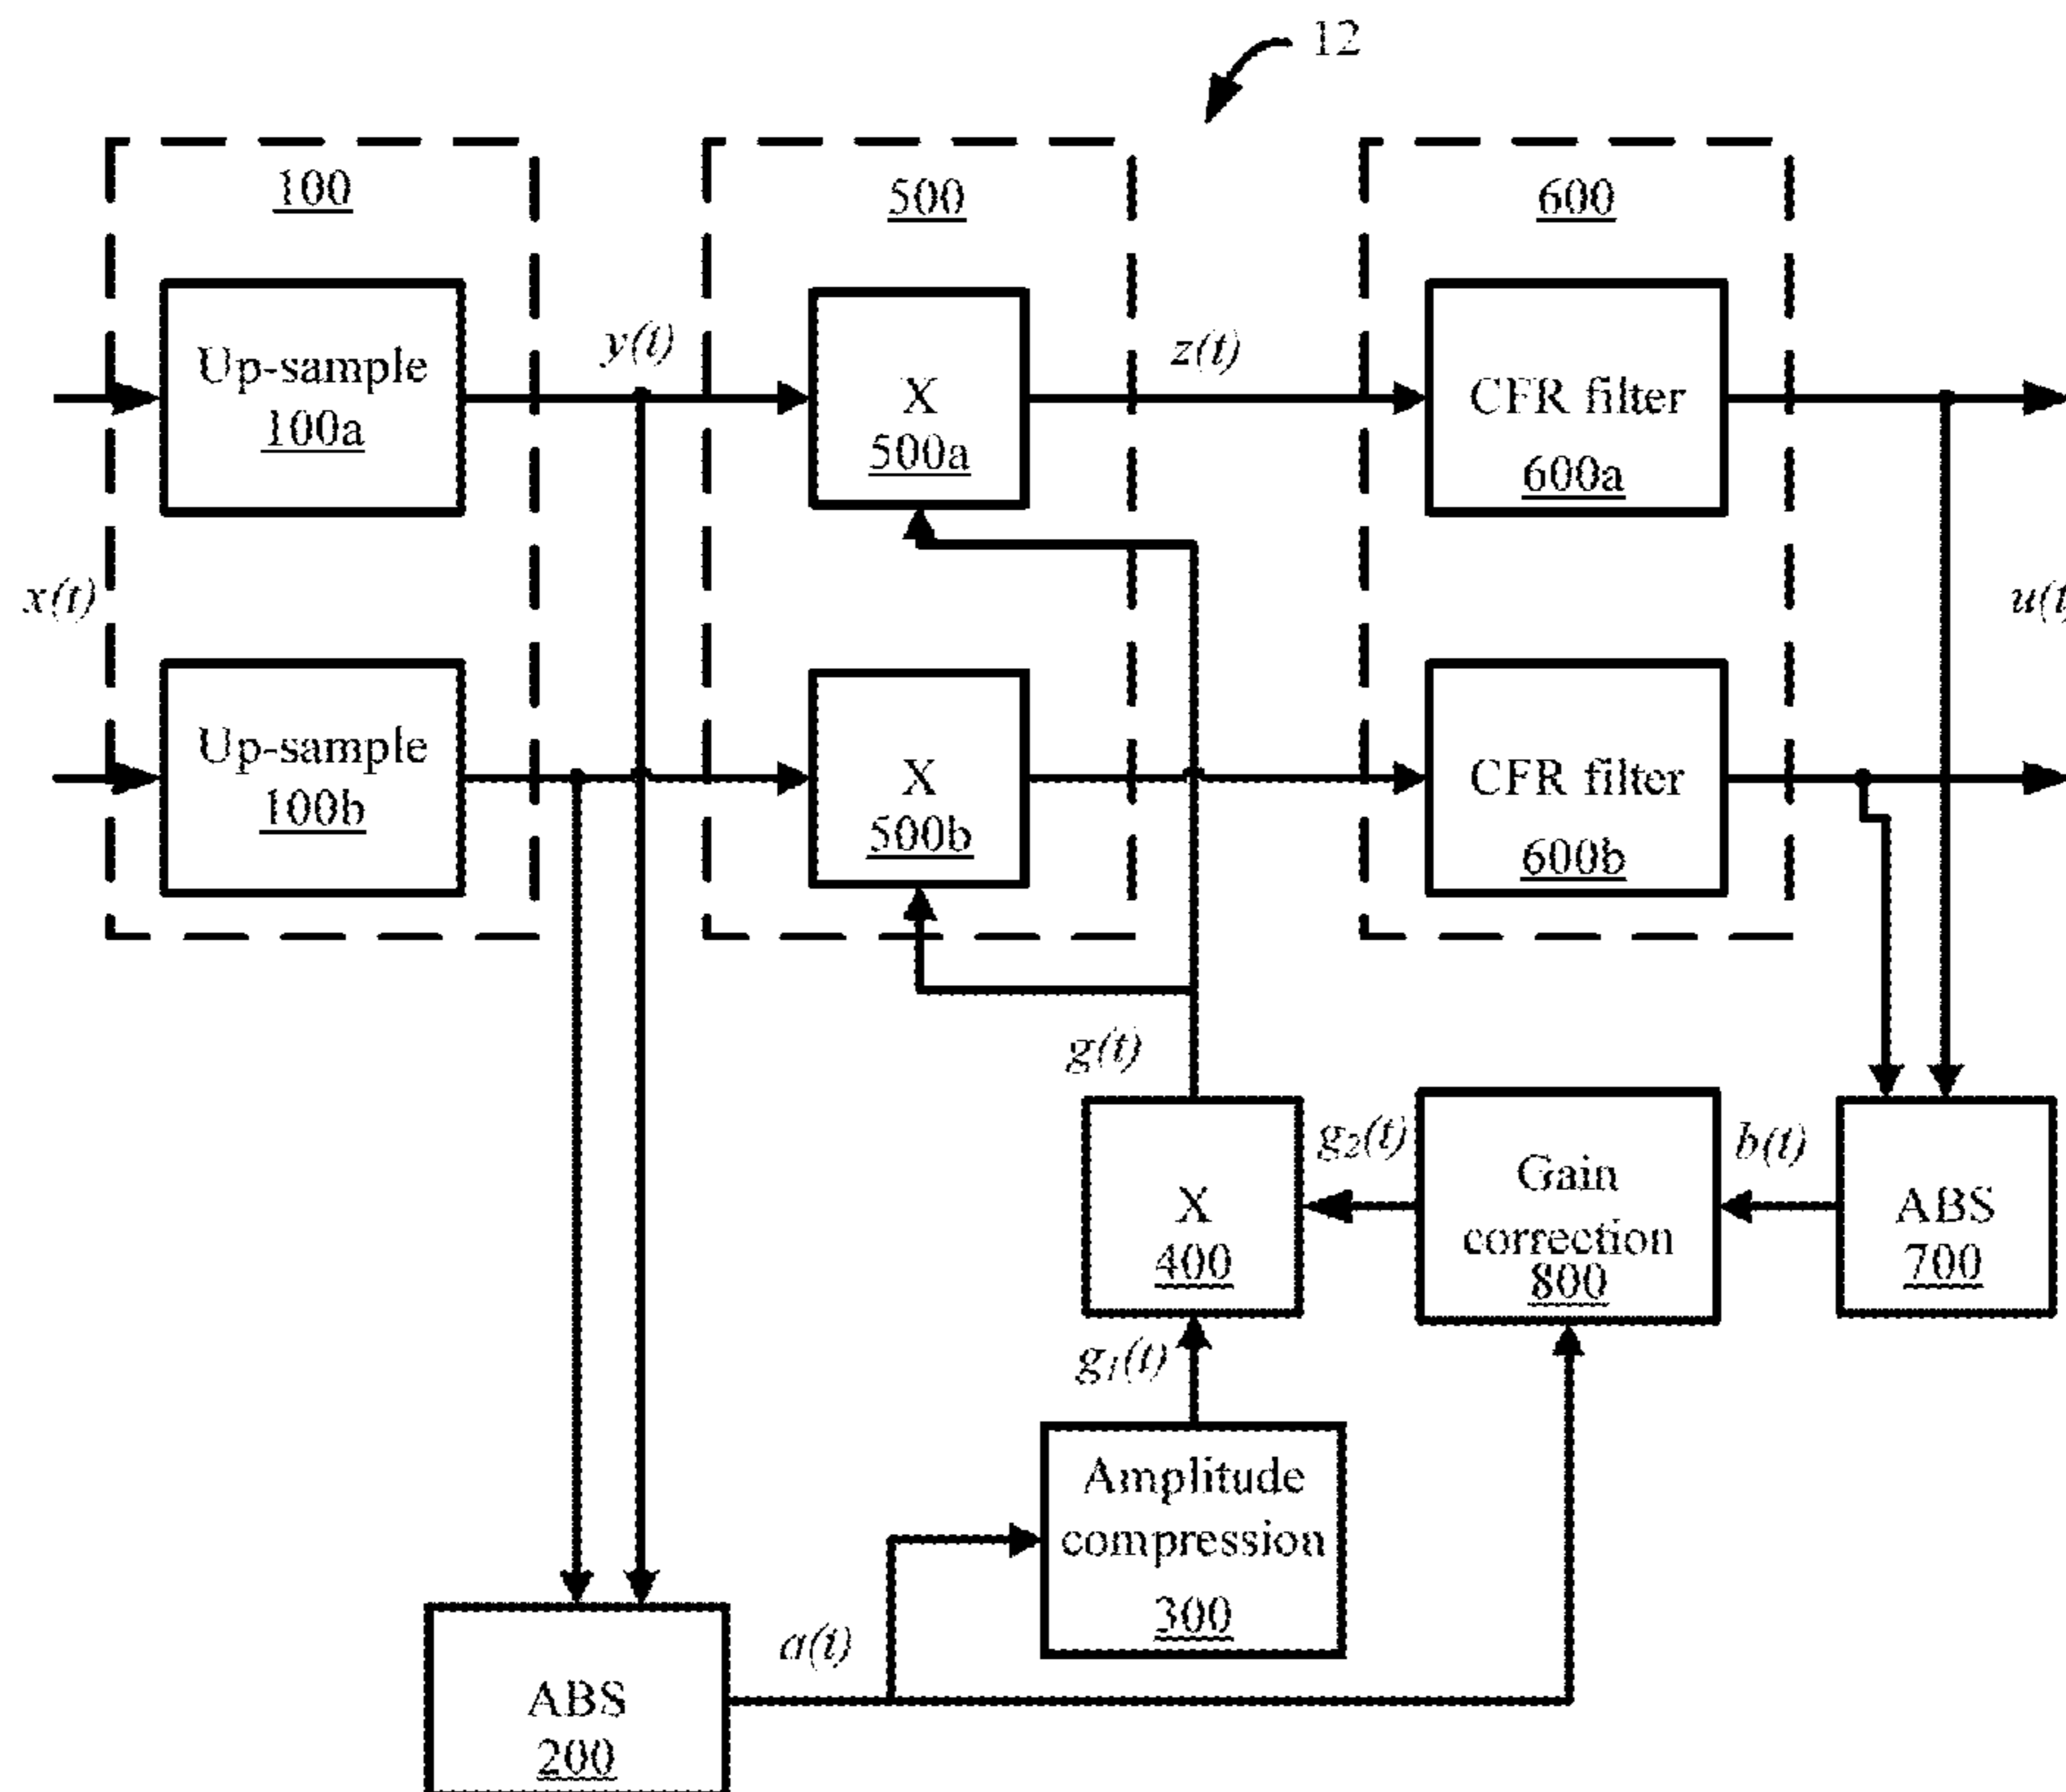 12
100
500
600
Up-sample
100a
y(t)
X
500a
z(t)
CFR filter
600a
x(t)
u(t
Up-sample
100b
X
500b
CFR filter
600b
g(t)
X
400
g2(t)
Gain
correction
800
b(t)
ABS
700
g1(t)
Amplitude
compression
300
a(t)
ABS
200